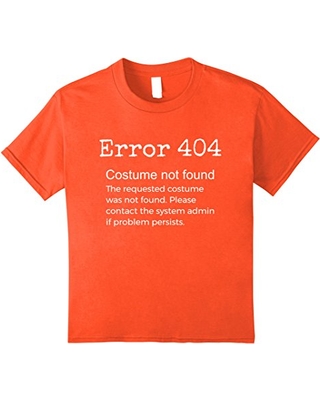 Error 404
Costume not found
The requested costume
was not found. Please
contact the system admin
if problem persists.